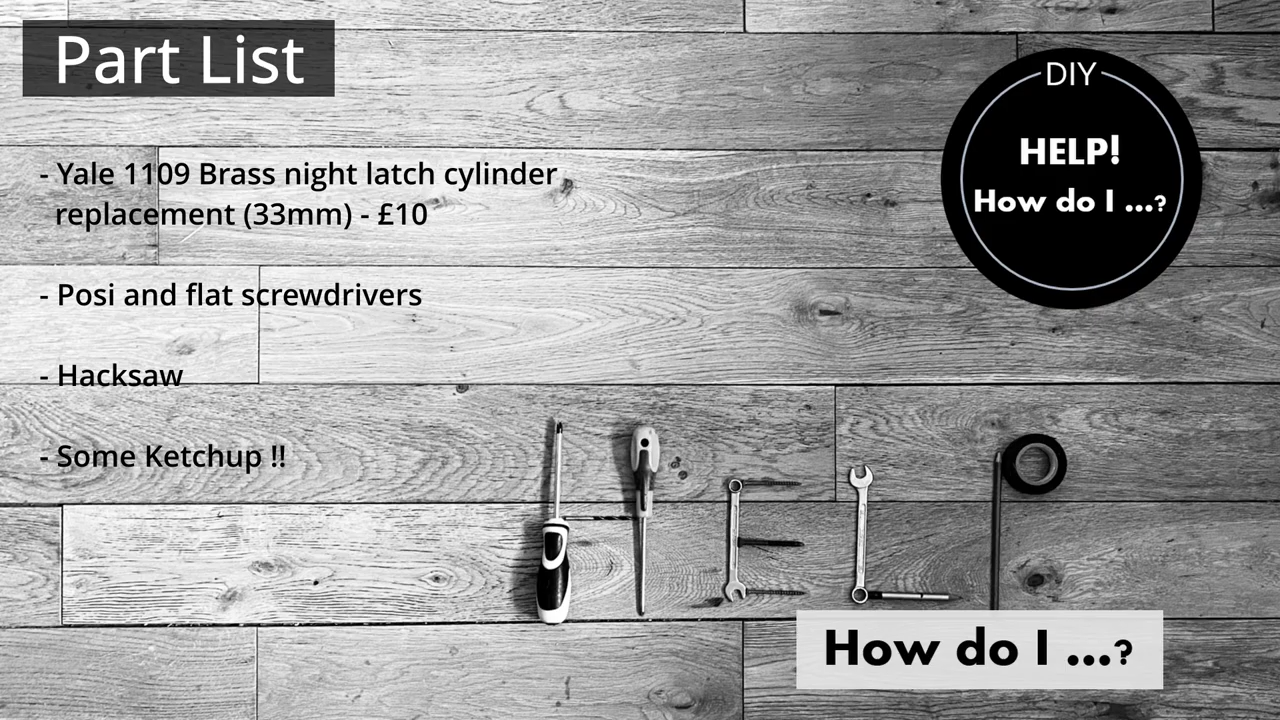 Part List
- Yale 1109 Brass night latch cylinder
replacement (33mm) - £10
- Posi and flat screwdrivers
- Hacksaw
- Some Ketchup !!
DIY
HELP!
How do I ...?
HELP
How do I ...?